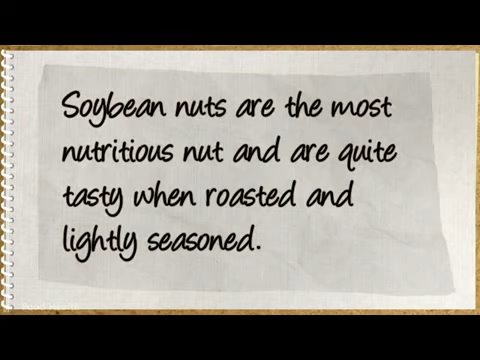 Soybean nuts are the most
nutritious nut and are quite
tasty when roasted and
lightly seasoned.